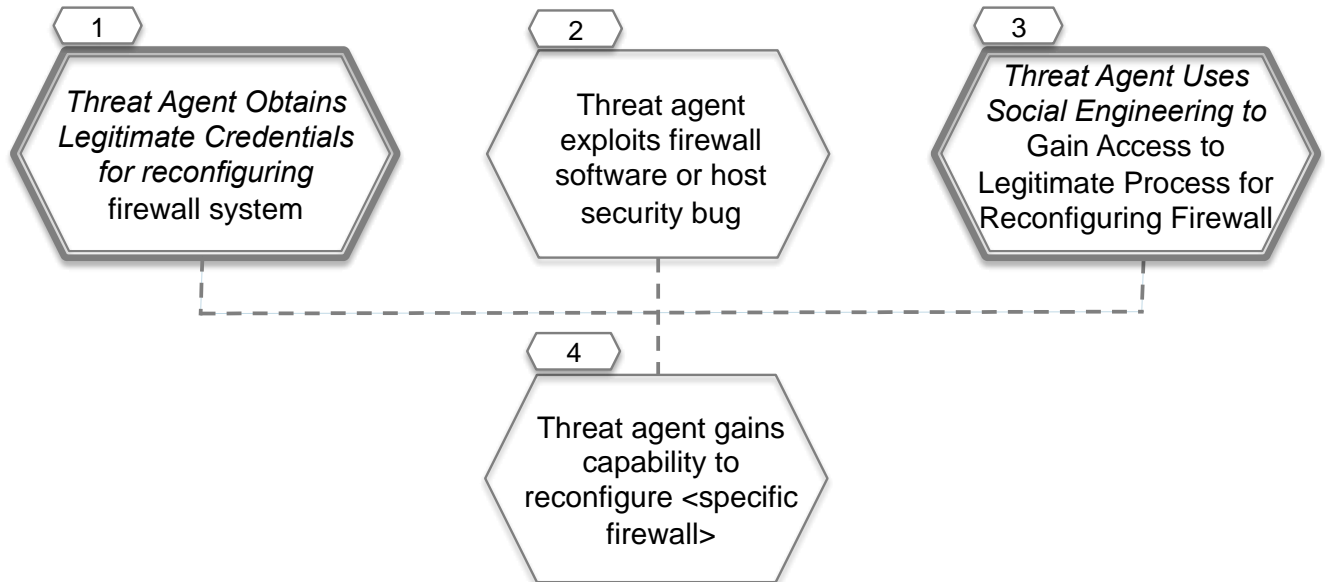 1
Threat Agent Obtains
Legitimate Credentials
for reconfiguring
firewall system
2
Threat agent
exploits firewall
software or host
security bug
3
Threat Agent Uses
Social Engineering to
Gain Access to
Legitimate Process for
Reconfiguring Firewall
4
Threat agent gains
capability to
reconfigure <specific
firewall>